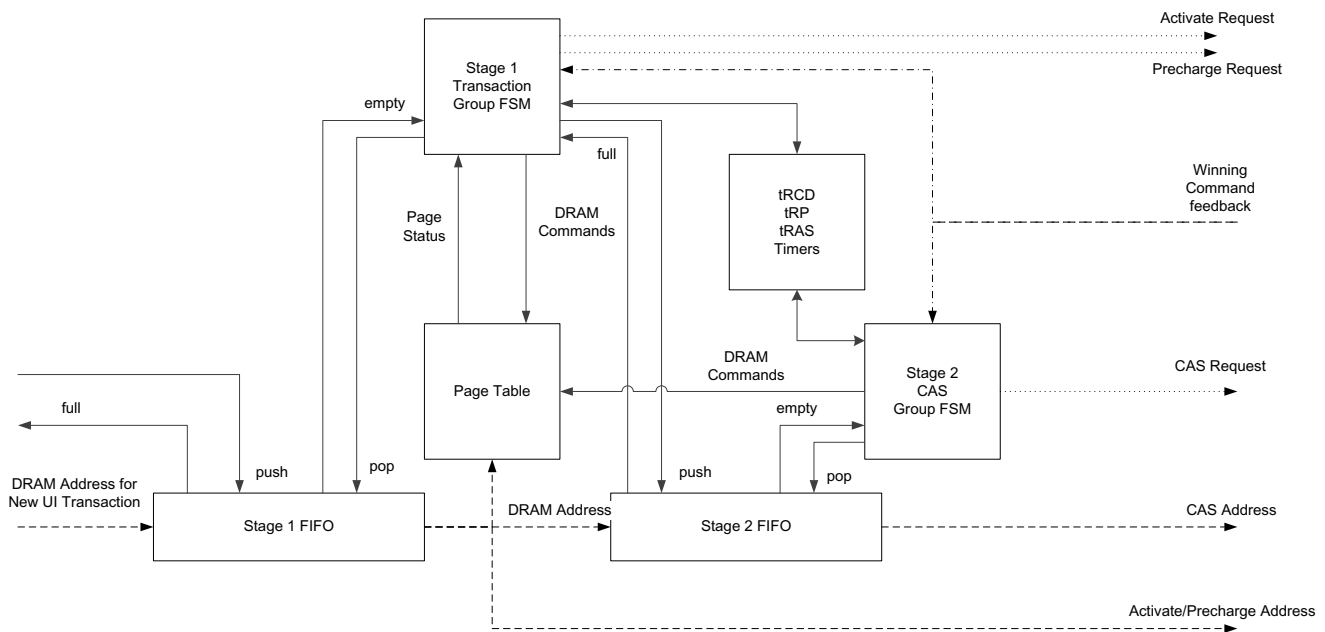 Activate Request
Precharge Request
Stage 1
Transaction
Group FSM
empty
full
tRCD
tRP
tRAS
Timers
Winning
Command
feedback
Page
Status
DRAM
Commands
DRAM
Commands
Page Table
Stage 2
CAS
Group FSM
CAS Request
full
empty
push
pop
push
pop
DRAM Address for
New UI Transaction
Stage 1 FIFO
DRAM Address
Stage 2 FIFO
CAS Address
Activate/Precharge Address